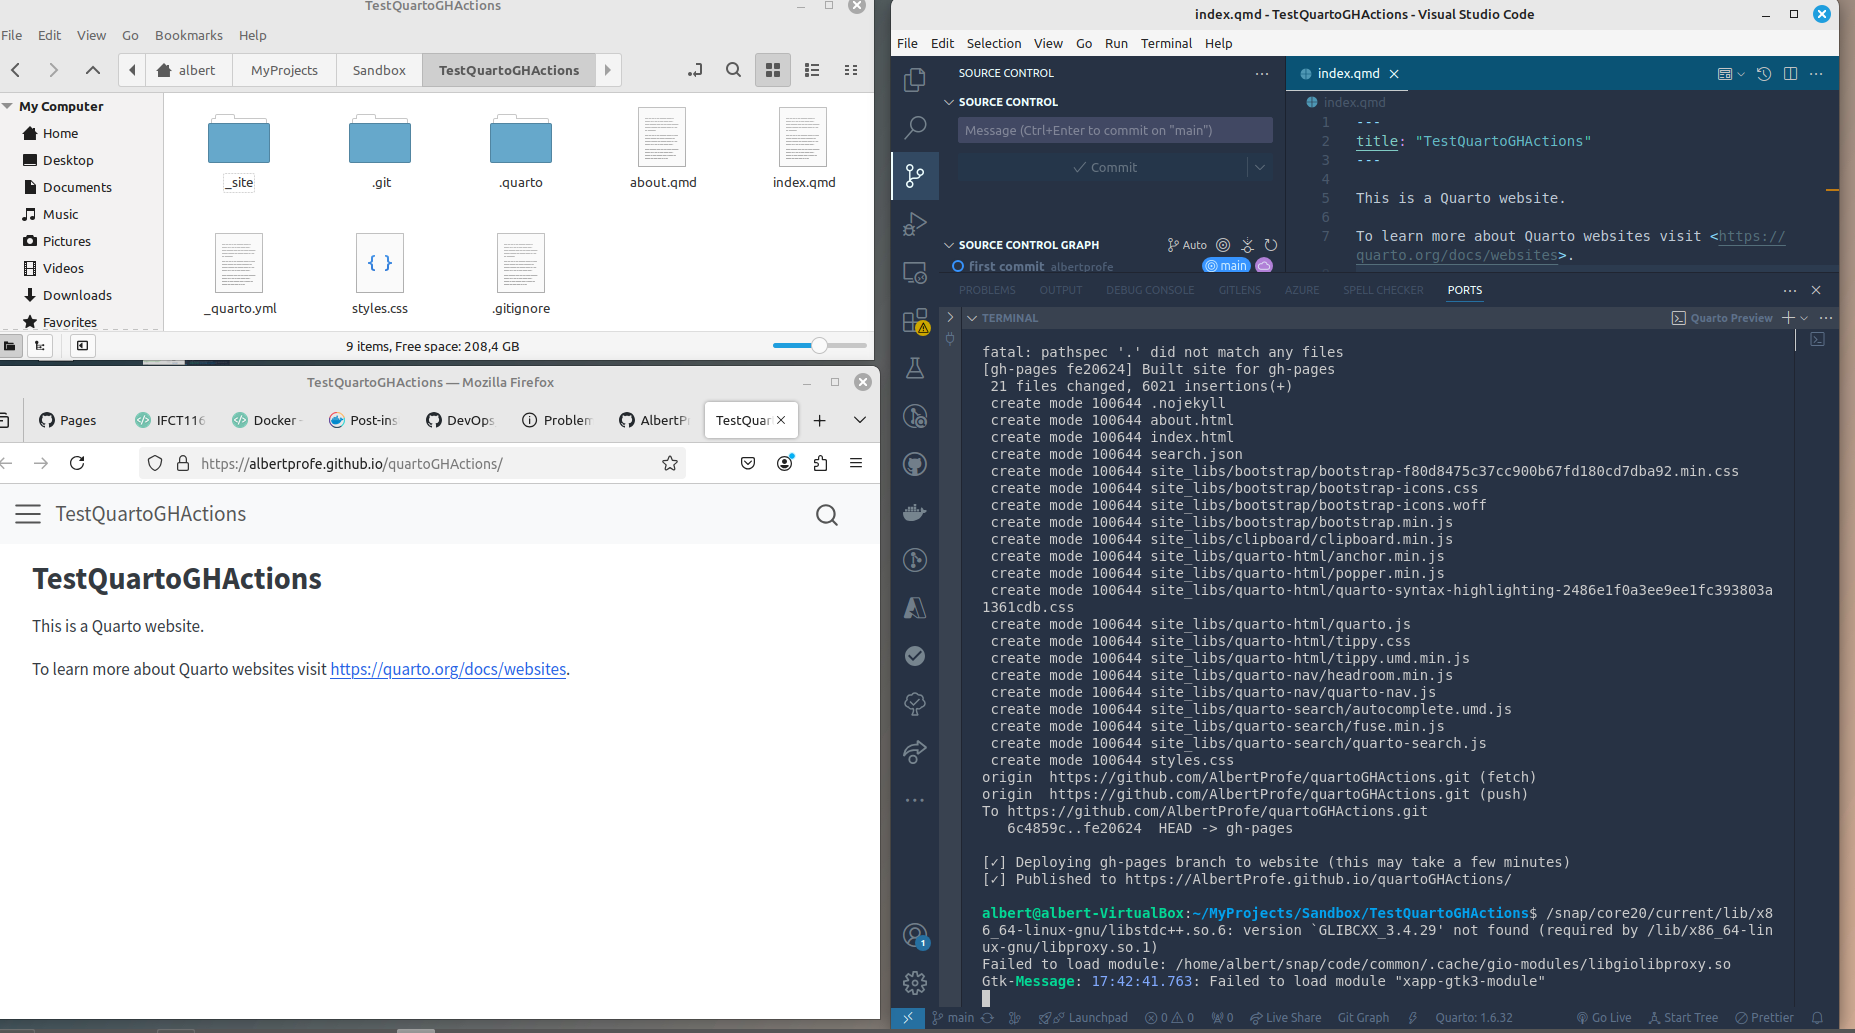 TestQuartoGHActions
File Edit View Go Bookmarks Help
albert MyProjects Sandbox TestQuartoGHActions
My Computer
Home
Desktop
Documents
Music
Pictures
Videos
Downloads
Favorites
_site .git .quarto about.qmd index.qmd
_quarto.yml styles.css .gitignore
9 items, Free space: 208,4 GB
TestQuartoGHActions — Mozilla Firefox
Pages IFCT116 Docker - Post-ins DevOps Problem AlbertPr TestQuar
https://albertprofe.github.io/quartoGHActions/
TestQuartoGHActions
TestQuartoGHActions
This is a Quarto website.
To learn more about Quarto websites visit https://quarto.org/docs/websites.
index.qmd - TestQuartoGHActions - Visual Studio Code
File Edit Selection View Go Run Terminal Help
SOURCE CONTROL
SOURCE CONTROL
Message (Ctrl+Enter to commit on "main")
Commit
SOURCE CONTROL GRAPH Auto
first commit albertprofe main
index.qmd
index.qmd
1 ---
2 title: "TestQuartoGHActions"
3 ---
4
5 This is a Quarto website.
6
7 To learn more about Quarto websites visit <https://
quarto.org/docs/websites>.
PROBLEMS OUTPUT DEBUG CONSOLE GITLENS AZURE SPELL CHECKER PORTS
TERMINAL Quarto Preview
fatal: pathspec '.' did not match any files
[gh-pages fe20624] Built site for gh-pages
21 files changed, 6021 insertions(+)
create mode 100644 .nojekyll
create mode 100644 about.html
create mode 100644 index.html
create mode 100644 search.json
create mode 100644 site_libs/bootstrap/bootstrap-f80d8475c37cc900b67fd180cd7dba92.min.css
create mode 100644 site_libs/bootstrap/bootstrap-icons.css
create mode 100644 site_libs/bootstrap/bootstrap-icons.woff
create mode 100644 site_libs/bootstrap/bootstrap.min.js
create mode 100644 site_libs/clipboard/clipboard.min.js
create mode 100644 site_libs/quarto-html/anchor.min.js
create mode 100644 site_libs/quarto-html/popper.min.js
create mode 100644 site_libs/quarto-html/quarto-syntax-highlighting-2486e1f0a3ee9ee1fc393803a
1361cdb.css
create mode 100644 site_libs/quarto-html/quarto.js
create mode 100644 site_libs/quarto-html/tippy.css
create mode 100644 site_libs/quarto-html/tippy.umd.min.js
create mode 100644 site_libs/quarto-nav/headroom.min.js
create mode 100644 site_libs/quarto-nav/quarto-nav.js
create mode 100644 site_libs/quarto-search/autocomplete.umd.js
create mode 100644 site_libs/quarto-search/fuse.min.js
create mode 100644 site_libs/quarto-search/quarto-search.js
create mode 100644 styles.css
origin https://github.com/AlbertProfe/quartoGHActions.git (fetch)
origin https://github.com/AlbertProfe/quartoGHActions.git (push)
To https://github.com/AlbertProfe/quartoGHActions.git
6c4859c..fe20624 HEAD -> gh-pages
[✓] Deploying gh-pages branch to website (this may take a few minutes)
[✓] Published to https://AlbertProfe.github.io/quartoGHActions/
albert@albert-VirtualBox:~/MyProjects/Sandbox/TestQuartoGHActions$ /snap/core20/current/lib/x8
6_64-linux-gnu/libstdc++.so.6: version `GLIBCXX_3.4.29' not found (required by /lib/x86_64-lin
ux-gnu/libproxy.so.1)
Failed to load module: /home/albert/snap/code/common/.cache/gio-modules/libgiolibproxy.so
Gtk-Message: 17:42:41.763: Failed to load module "xapp-gtk3-module"
1
main Launchpad 0 0 0 Live Share Git Graph Quarto: 1.6.32 Go Live Start Tree Prettier